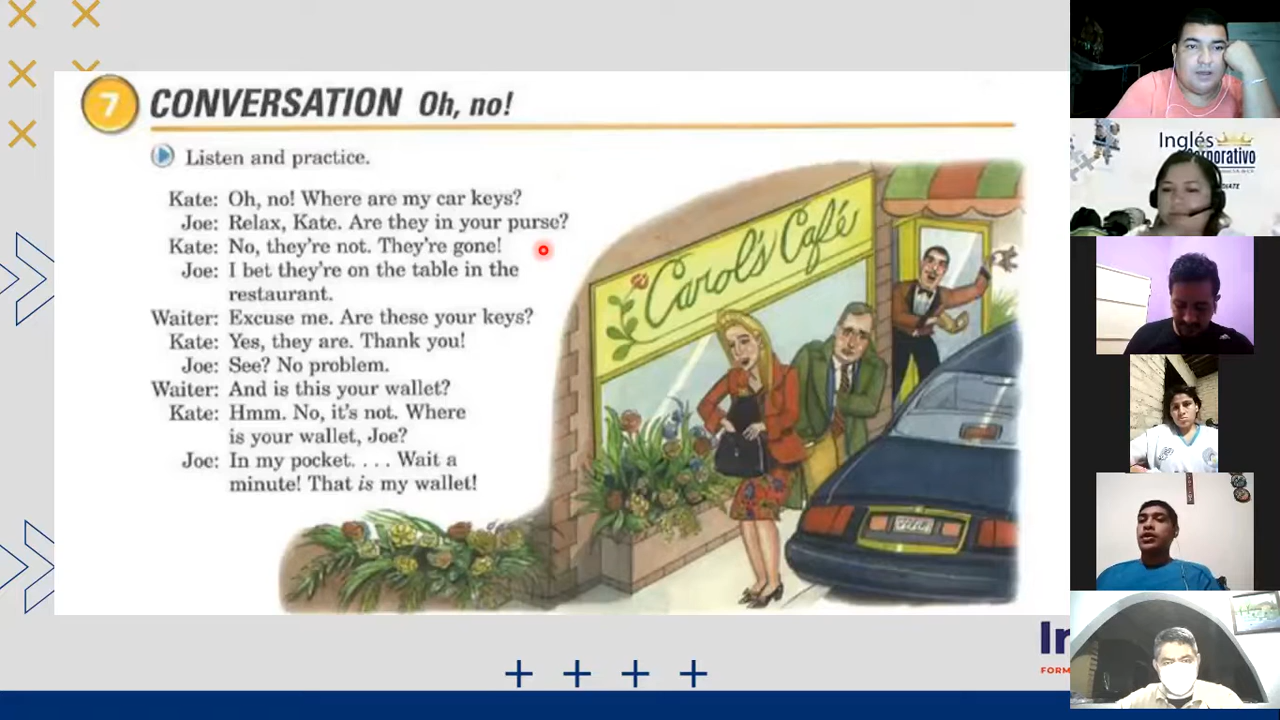 7 CONVERSATION Oh, no!
Listen and practice.
Kate: Oh, no! Where are my car keys?
Joe: Relax, Kate. Are they in your purse?
Kate: No, they're not. They're gone!
Joe: I bet they're on the table in the
restaurant.
Waiter: Excuse me. Are these your keys?
Kate: Yes, they are. Thank you!
Joe: See? No problem.
Waiter: And is this your wallet?
Kate: Hmm. No, it's not. Where
is your wallet, Joe?
Joe: In my pocket. . . . Wait a
minute! That is my wallet!
Carol's Café
Inglés
Corporativo
In
FORM